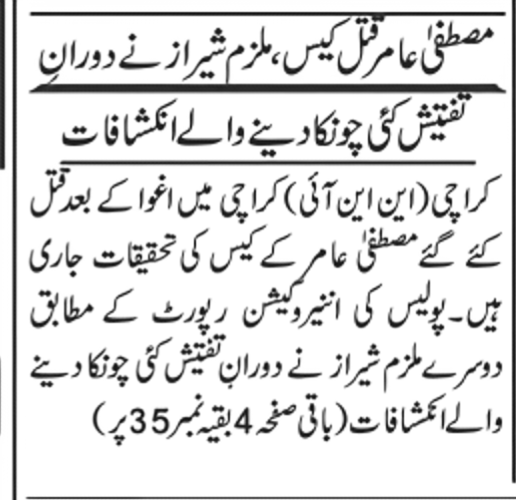 مصطفیٰ عامر قتل کیس، ملزم شیراز نے دورانِ
تفتیش کئی چونکا دینے والے انکشافات
کراچی (این این آئی) کراچی میں اغوا کے بعد قتل
کئے گئے مصطفیٰ عامر کے کیس کی تحقیقات جاری
ہیں۔ پولیس کی انٹیروگیشن رپورٹ کے مطابق
دوسرے ملزم شیراز نے دورانِ تفتیش کئی چونکا دینے
والے انکشافات (باقی صفحہ 4 بقیہ نمبر 35 پر)